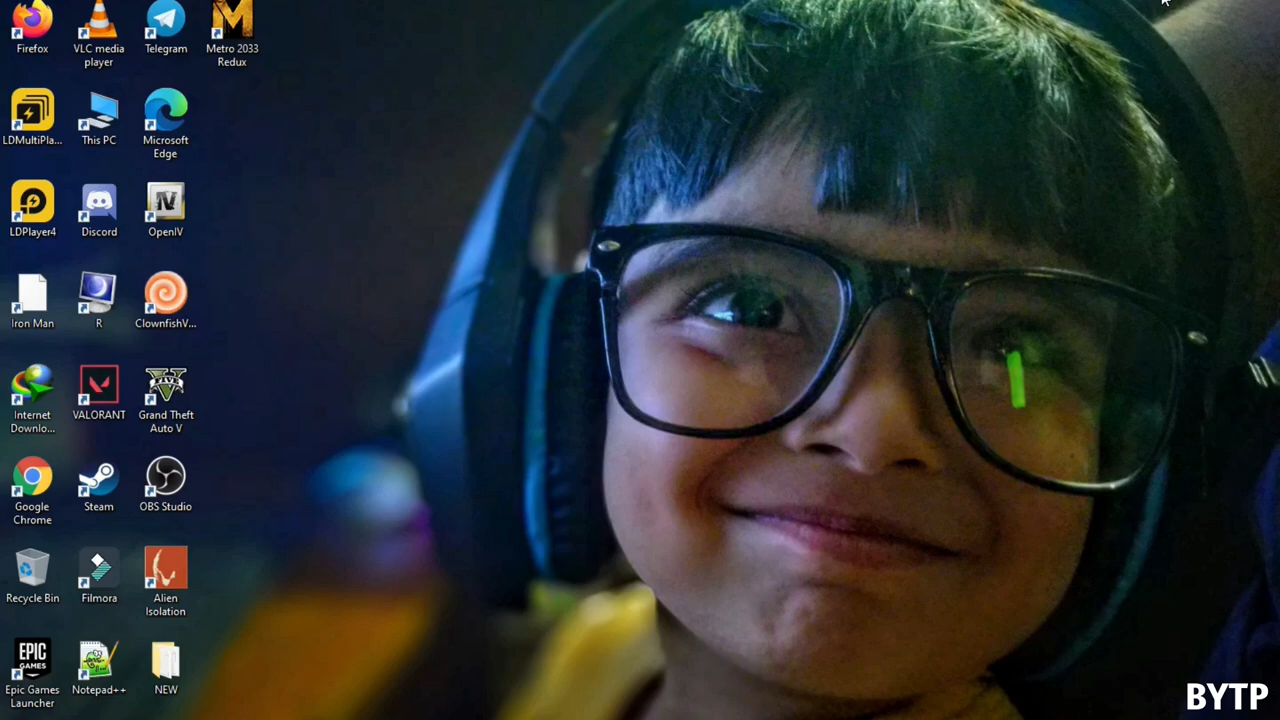 Firefox
VLC media
player
Telegram
Metro 2033
Redux
LDMultiPla...
This PC
Microsoft
Edge
LDPlayer4
Discord
OpenIV
Iron Man
R
ClownfishV...
Internet
Downlo...
VALORANT
Grand Theft
Auto V
Google
Chrome
Steam
OBS Studio
Recycle Bin
Filmora
Alien
Isolation
EPIC
GAMES
Epic Games
Launcher
Notepad++
NEW
BYTP